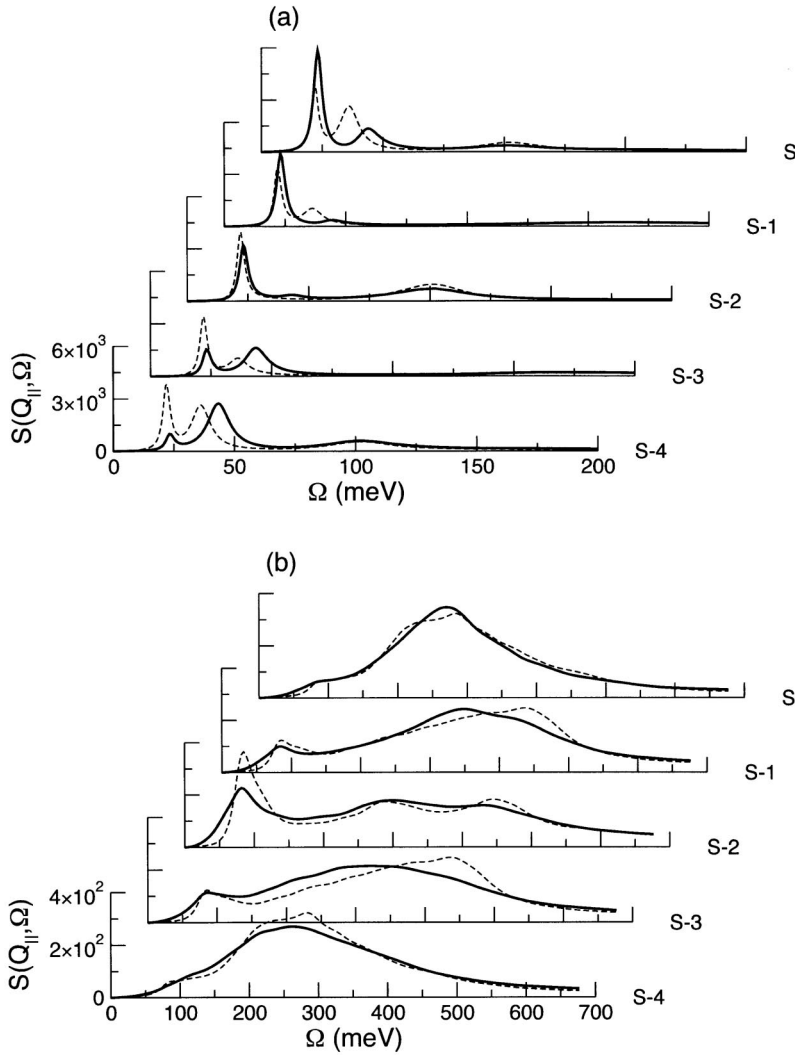 (a)
S
S-1
S-2
S-3
S-4
S(Q||,Ω)
6×10³
3×10³
0
0 50 100 150 200
Ω (meV)
(b)
S
S-1
S-2
S-3
S-4
S(Q||,Ω)
4×10²
2×10²
0
0 100 200 300 400 500 600 700
Ω (meV)